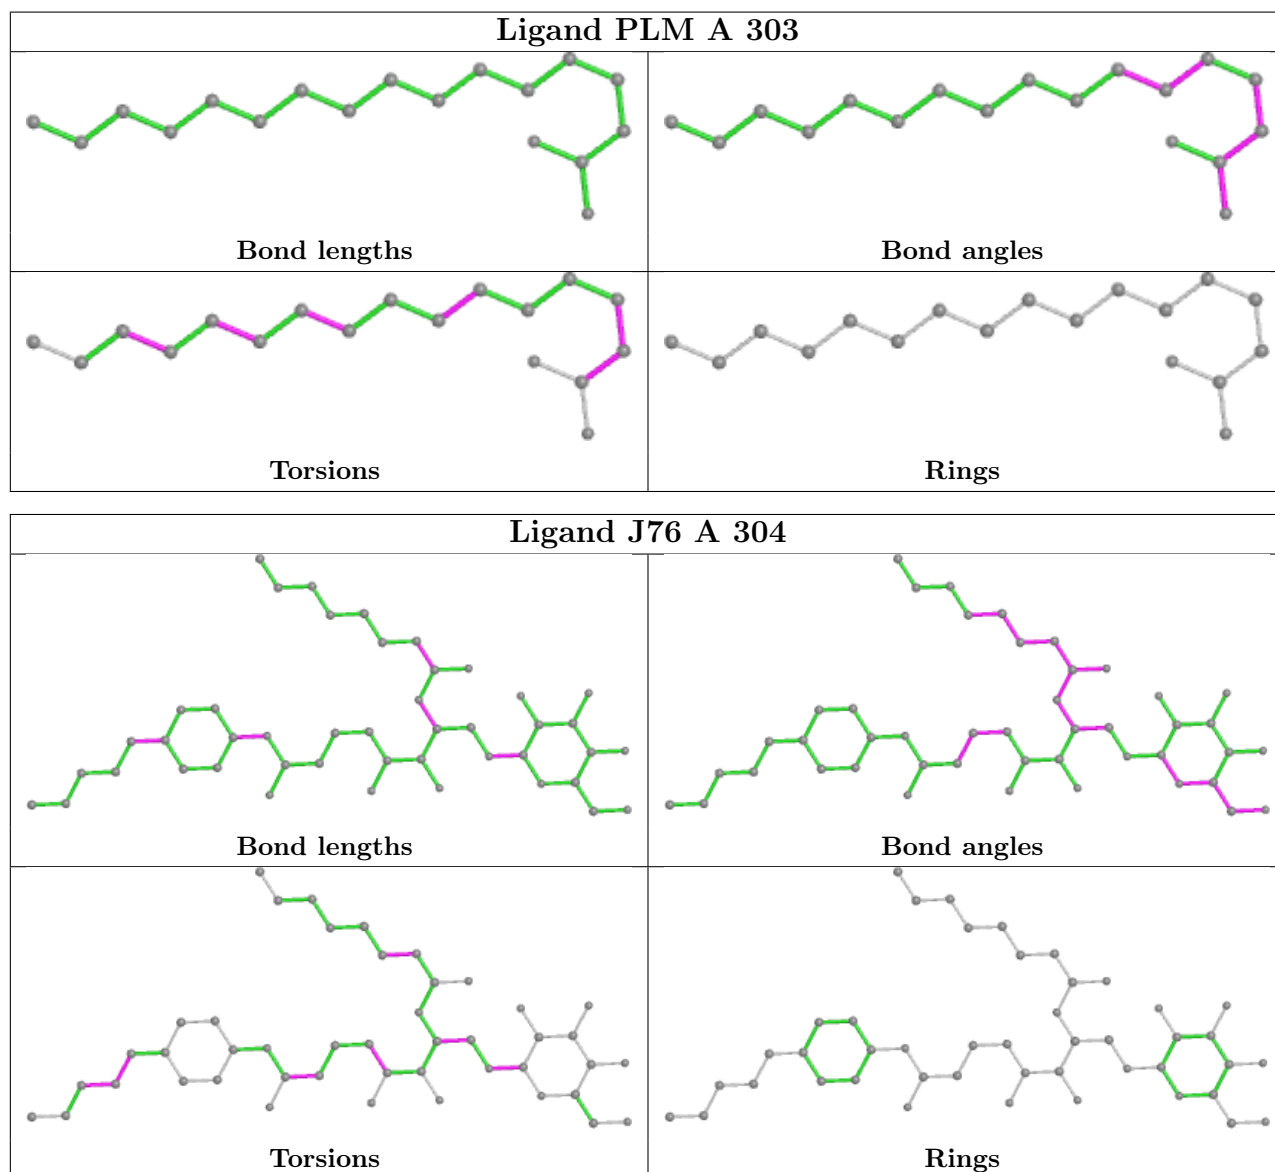 Ligand PLM A 303
Bond lengths
Bond angles
Torsions
Rings
Ligand J76 A 304
Bond lengths
Bond angles
Torsions
Rings